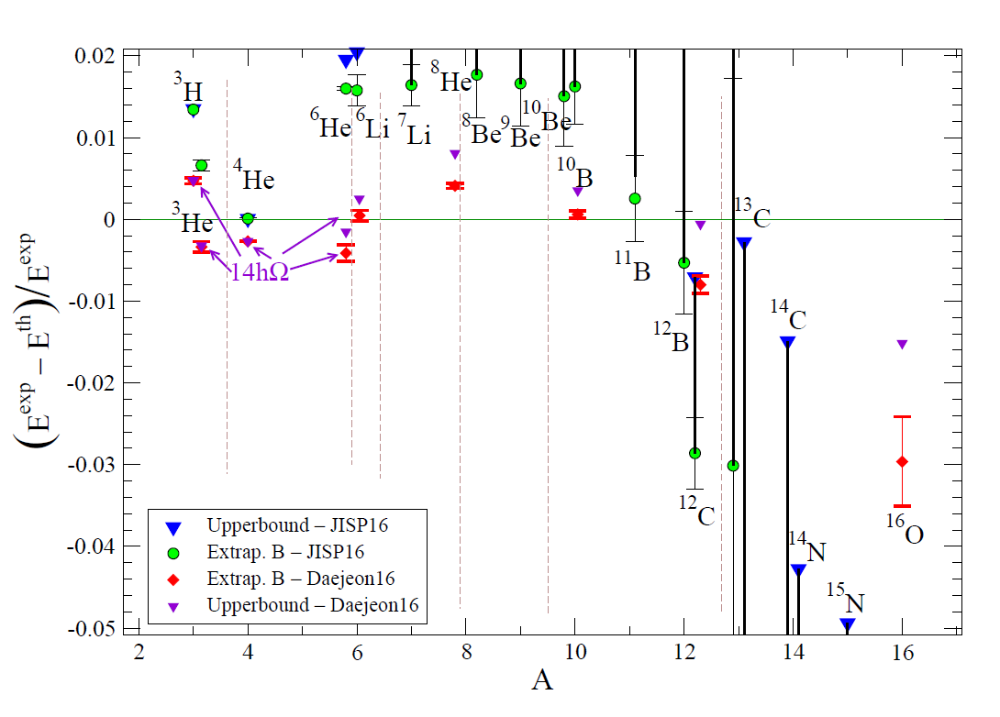 0.02
0.01
0
-0.01
-0.02
-0.03
-0.04
-0.05
(E^exp – E^th)/E^exp
³H
³He
⁴He
⁶He
⁶Li
⁷Li
⁸He
⁸Be
⁹Be
¹⁰Be
¹⁰B
¹¹B
¹²B
¹²C
¹³C
¹⁴C
¹⁴N
¹⁵N
¹⁶O
14hΩ
Upperbound – JISP16
Extrap. B – JISP16
Extrap. B – Daejeon16
Upperbound – Daejeon16
2 4 6 8 10 12 14 16
A